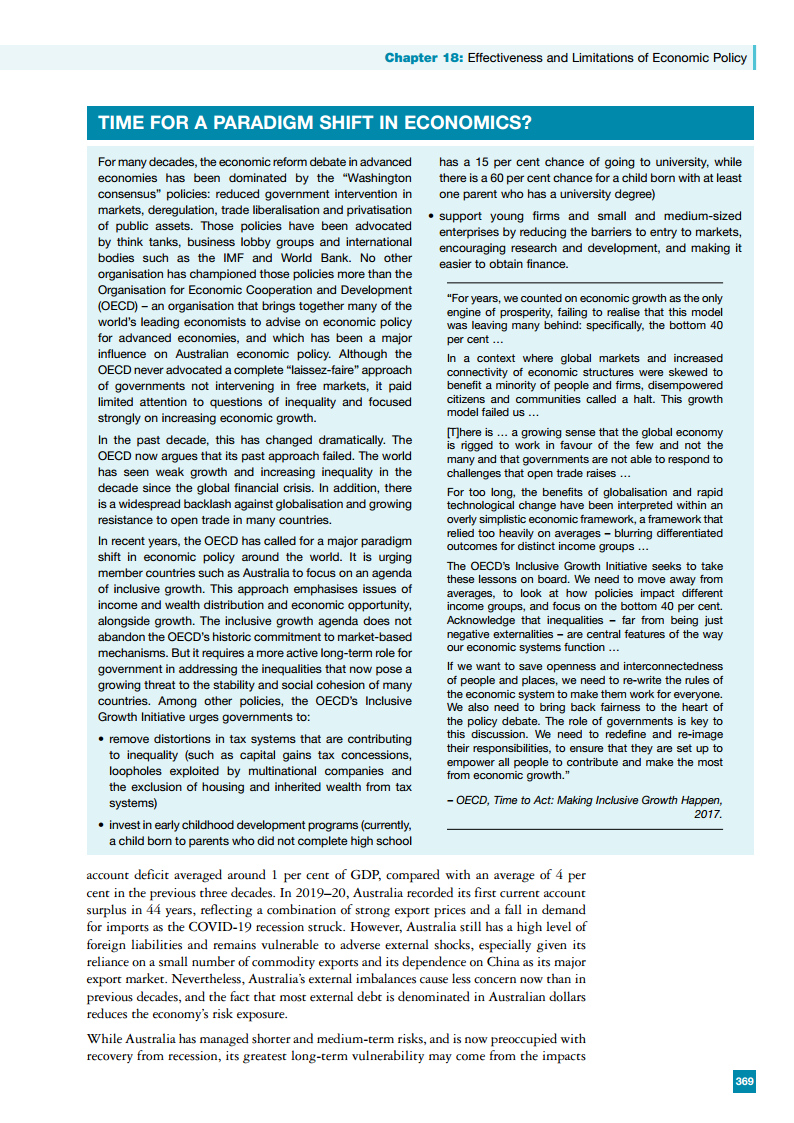 Chapter 18: Effectiveness and Limitations of Economic Policy
TIME FOR A PARADIGM SHIFT IN ECONOMICS?
For many decades, the economic reform debate in advanced
economies has been dominated by the “Washington
consensus” policies: reduced government intervention in
markets, deregulation, trade liberalisation and privatisation
of public assets. Those policies have been advocated
by think tanks, business lobby groups and international
bodies such as the IMF and World Bank. No other
organisation has championed those policies more than the
Organisation for Economic Cooperation and Development
(OECD) – an organisation that brings together many of the
world’s leading economists to advise on economic policy
for advanced economies, and which has been a major
influence on Australian economic policy. Although the
OECD never advocated a complete “laissez-faire” approach
of governments not intervening in free markets, it paid
limited attention to questions of inequality and focused
strongly on increasing economic growth.
In the past decade, this has changed dramatically. The
OECD now argues that its past approach failed. The world
has seen weak growth and increasing inequality in the
decade since the global financial crisis. In addition, there
is a widespread backlash against globalisation and growing
resistance to open trade in many countries.
In recent years, the OECD has called for a major paradigm
shift in economic policy around the world. It is urging
member countries such as Australia to focus on an agenda
of inclusive growth. This approach emphasises issues of
income and wealth distribution and economic opportunity,
alongside growth. The inclusive growth agenda does not
abandon the OECD’s historic commitment to market-based
mechanisms. But it requires a more active long-term role for
government in addressing the inequalities that now pose a
growing threat to the stability and social cohesion of many
countries. Among other policies, the OECD’s Inclusive
Growth Initiative urges governments to:
• remove distortions in tax systems that are contributing
to inequality (such as capital gains tax concessions,
loopholes exploited by multinational companies and
the exclusion of housing and inherited wealth from tax
systems)
• invest in early childhood development programs (currently,
a child born to parents who did not complete high school
has a 15 per cent chance of going to university, while
there is a 60 per cent chance for a child born with at least
one parent who has a university degree)
• support young firms and small and medium-sized
enterprises by reducing the barriers to entry to markets,
encouraging research and development, and making it
easier to obtain finance.
“For years, we counted on economic growth as the only
engine of prosperity, failing to realise that this model
was leaving many behind: specifically, the bottom 40
per cent …
In a context where global markets and increased
connectivity of economic structures were skewed to
benefit a minority of people and firms, disempowered
citizens and communities called a halt. This growth
model failed us …
[T]here is … a growing sense that the global economy
is rigged to work in favour of the few and not the
many and that governments are not able to respond to
challenges that open trade raises …
For too long, the benefits of globalisation and rapid
technological change have been interpreted within an
overly simplistic economic framework, a framework that
relied too heavily on averages – blurring differentiated
outcomes for distinct income groups …
The OECD’s Inclusive Growth Initiative seeks to take
these lessons on board. We need to move away from
averages, to look at how policies impact different
income groups, and focus on the bottom 40 per cent.
Acknowledge that inequalities – far from being just
negative externalities – are central features of the way
our economic systems function …
If we want to save openness and interconnectedness
of people and places, we need to re-write the rules of
the economic system to make them work for everyone.
We also need to bring back fairness to the heart of
the policy debate. The role of governments is key to
this discussion. We need to redefine and re-image
their responsibilities, to ensure that they are set up to
empower all people to contribute and make the most
from economic growth.”
– OECD, Time to Act: Making Inclusive Growth Happen,
2017.
account deficit averaged around 1 per cent of GDP, compared with an average of 4 per
cent in the previous three decades. In 2019–20, Australia recorded its first current account
surplus in 44 years, reflecting a combination of strong export prices and a fall in demand
for imports as the COVID-19 recession struck. However, Australia still has a high level of
foreign liabilities and remains vulnerable to adverse external shocks, especially given its
reliance on a small number of commodity exports and its dependence on China as its major
export market. Nevertheless, Australia’s external imbalances cause less concern now than in
previous decades, and the fact that most external debt is denominated in Australian dollars
reduces the economy’s risk exposure.
While Australia has managed shorter and medium-term risks, and is now preoccupied with
recovery from recession, its greatest long-term vulnerability may come from the impacts
369